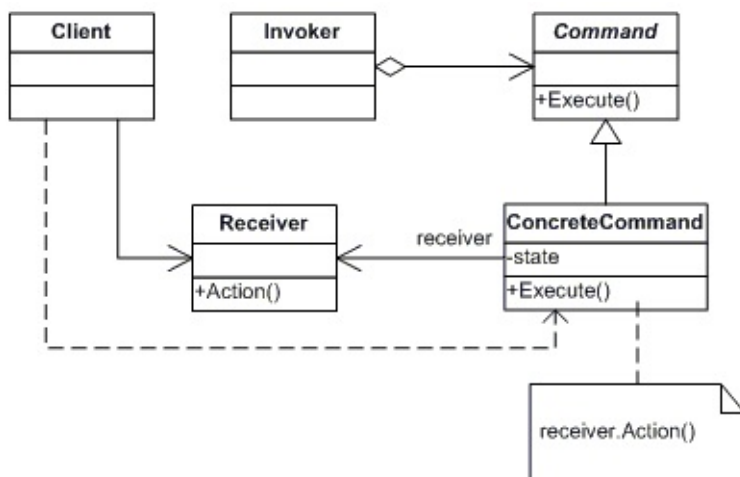 Client
Invoker
Command
+Execute()
Receiver
+Action()
receiver
ConcreteCommand
-state
+Execute()
receiver.Action()